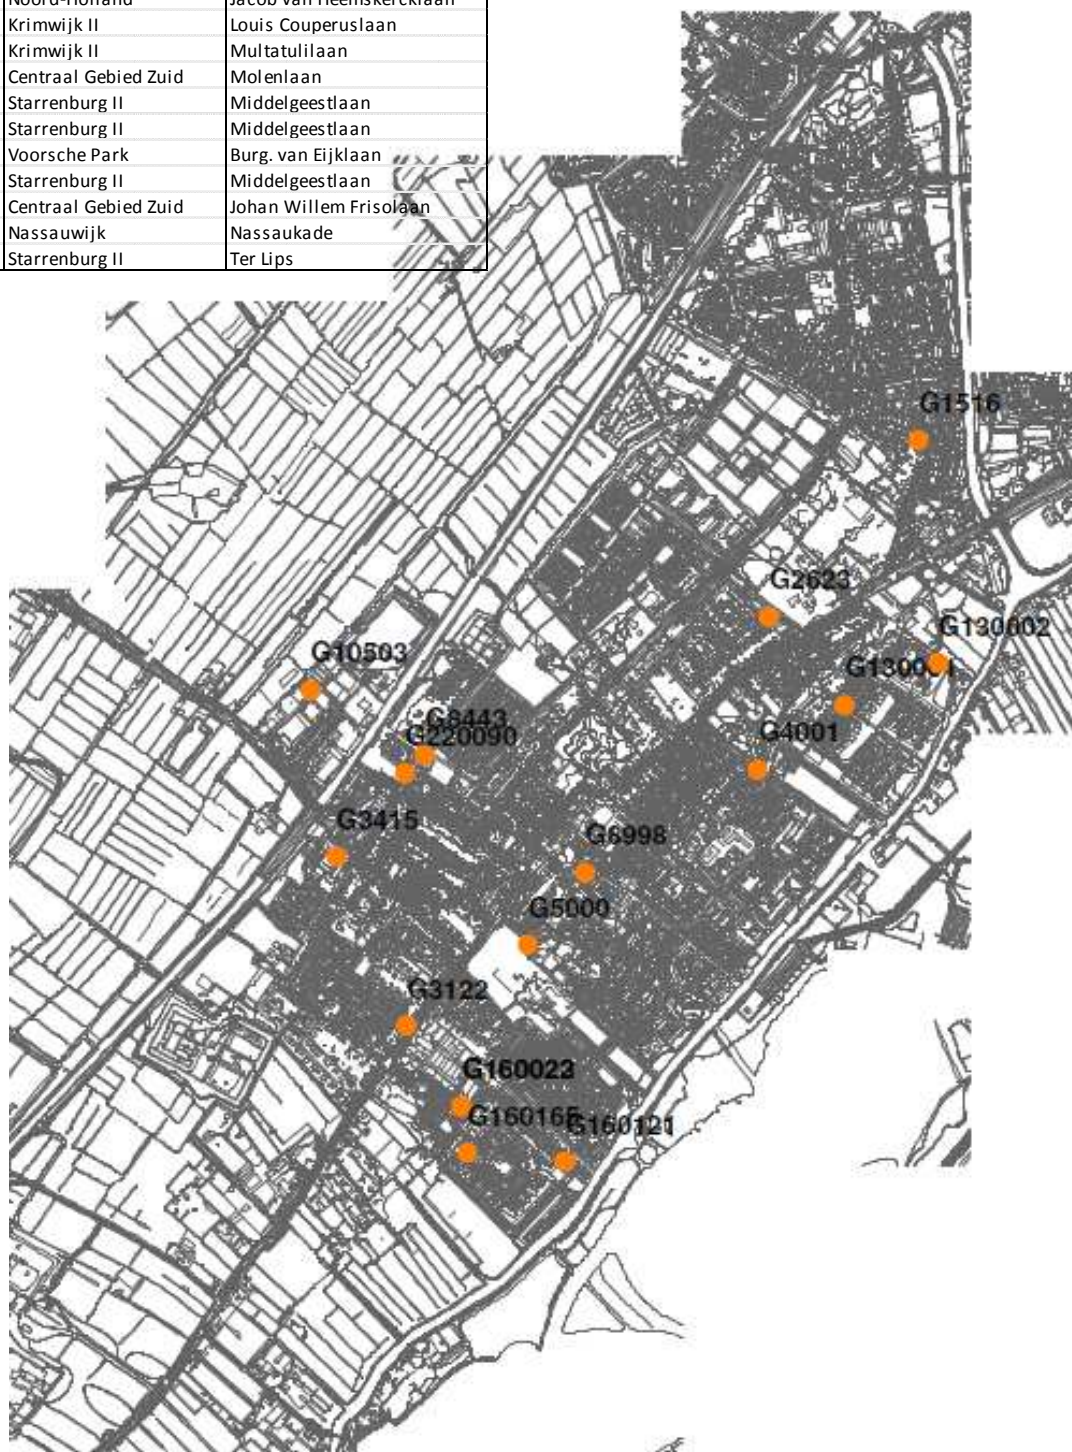 Noord-Holland Jacob van Heemskercklaan
Krimwijk II Louis Couperuslaan
Krimwijk II Multatulilaan
Centraal Gebied Zuid Molenlaan
Starrenburg II Middelgeestlaan
Starrenburg II Middelgeestlaan
Voorsche Park Burg. van Eijklaan
Starrenburg II Middelgeestlaan
Centraal Gebied Zuid Johan Willem Frisolaan
Nassauwijk Nassaukade
Starrenburg II Ter Lips
G1516
G2623
G130002
G10503
G130001
G8443
G4001
G220090
G3415
G6998
G5000
G3122
G160121